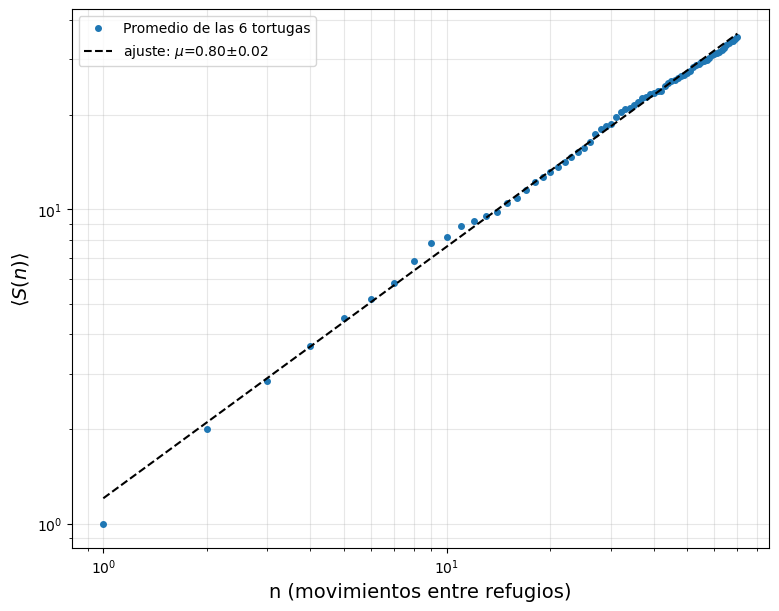 Promedio de las 6 tortugas
ajuste: μ=0.80±0.02
10¹
10⁰
⟨S(n)⟩
10⁰ 10¹
n (movimientos entre refugios)